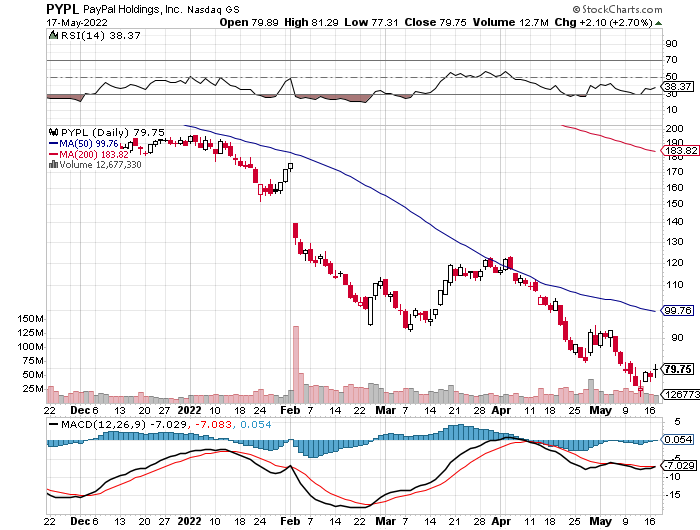 PYPL PayPal Holdings, Inc. Nasdaq GS © StockCharts.com
17-May-2022 Open 79.89 High 81.29 Low 77.31 Close 79.75 Volume 12.7M Chg +2.10 (+2.70%)
RSI(14) 38.37
90
70
50
38.37
30
10
PYPL (Daily) 79.75
MA(50) 99.76
MA(200) 183.82
Volume 12,677,330
200
190
183.82
180
170
160
150
140
130
120
110
99.76
90
79.75
126773
150M
125M
100M
75M
50M
25M
22 Dec 6 13 20 27 2022 10 18 24 Feb 7 14 22 Mar 7 14 21 28 Apr 11 18 25 May 9 16
MACD(12,26,9) -7.029, -7.083, 0.054
5
0.054
-5
-7.029
-10
-15
22 Dec 6 13 20 27 2022 10 18 24 Feb 7 14 22 Mar 7 14 21 28 Apr 11 18 25 May 9 16